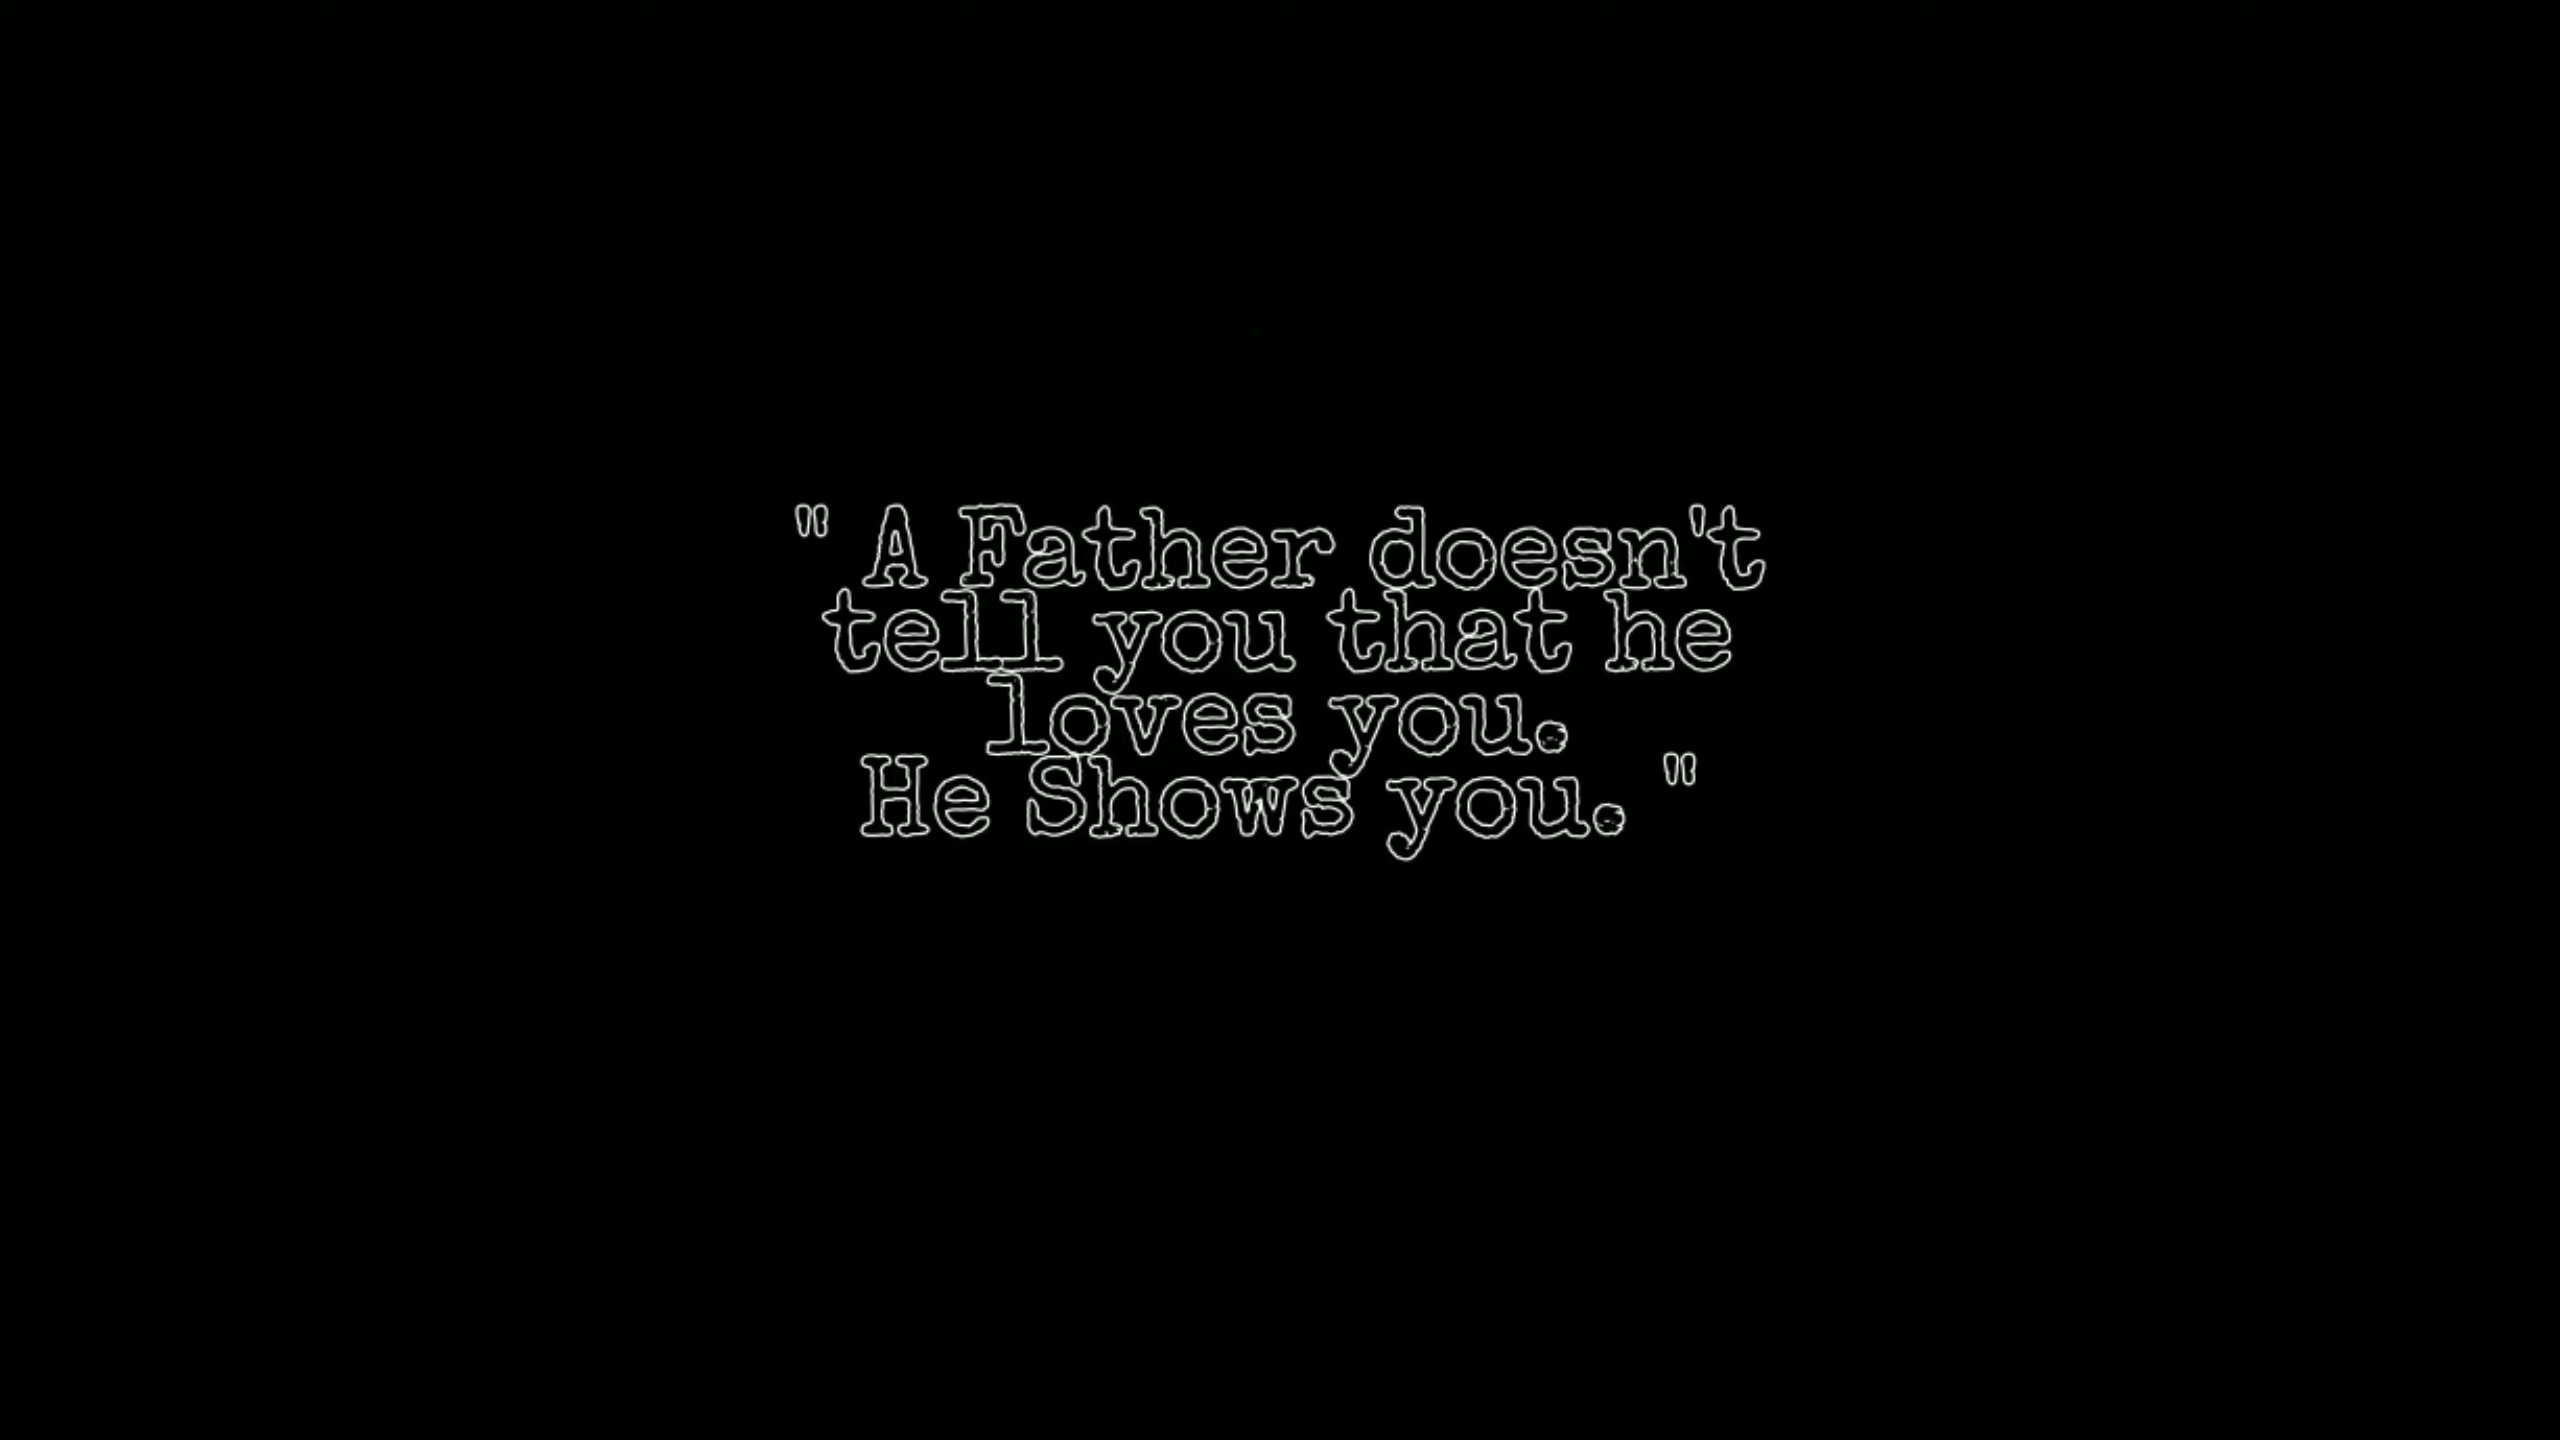 " A Father doesn't
tell you that he
loves you.
He Shows you. "